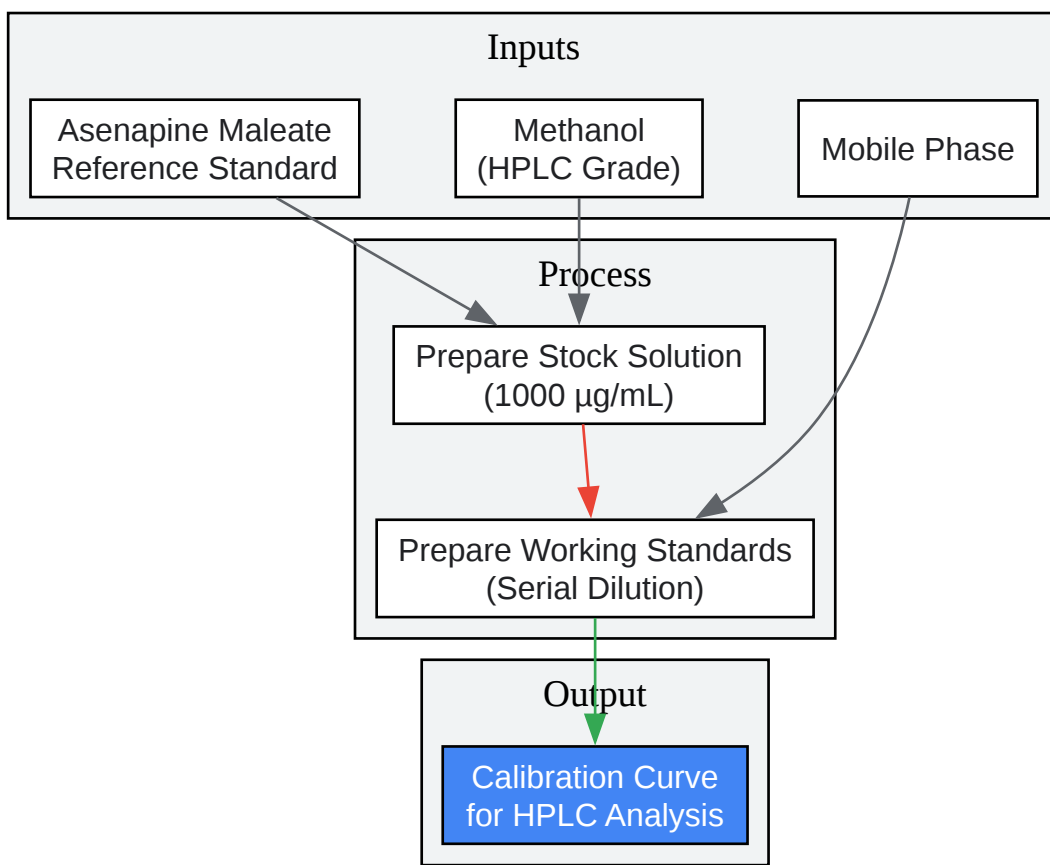 Inputs
Asenapine Maleate
Reference Standard
Methanol
(HPLC Grade)
Mobile Phase
Process
Prepare Stock Solution
(1000 µg/mL)
Prepare Working Standards
(Serial Dilution)
Output
Calibration Curve
for HPLC Analysis